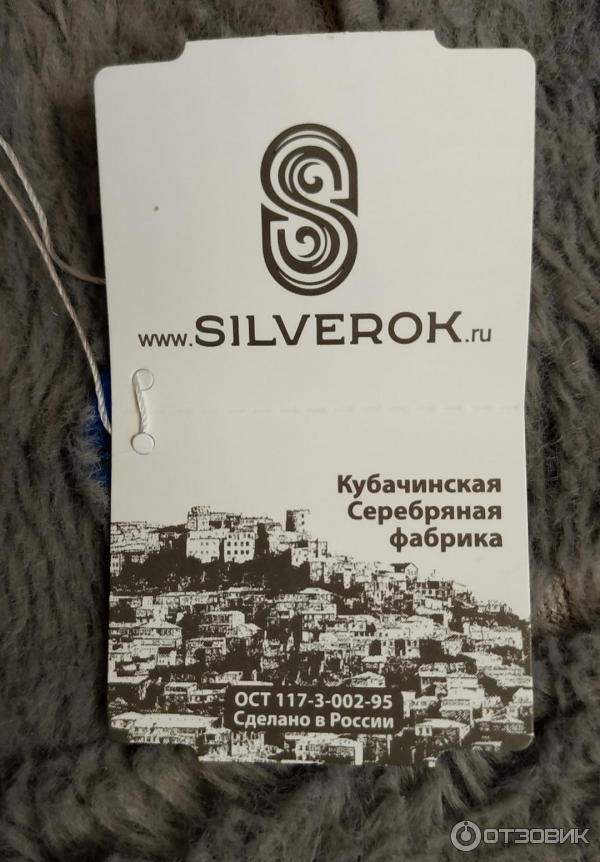 www.SILVEROK.ru
Кубачинская
Серебряная
фабрика
ОСТ 117-3-002-95
Сделано в России
ОТЗОВИК